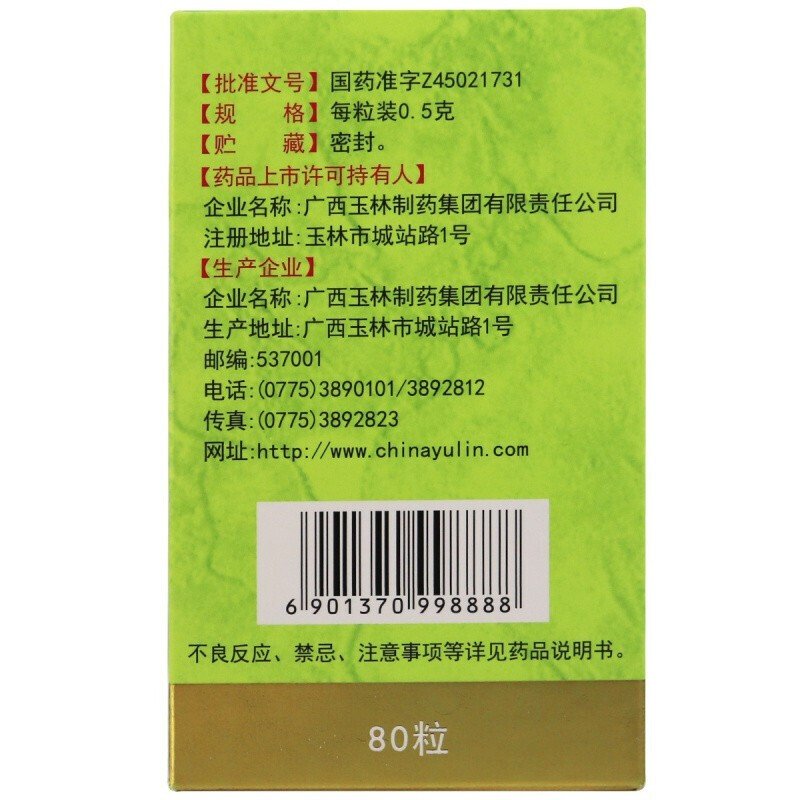 【批准文号】国药准字Z45021731
【规 格】每粒装0.5克
【贮 藏】密封。
【药品上市许可持有人】
企业名称:广西玉林制药集团有限责任公司
注册地址:玉林市城站路1号
【生产企业】
企业名称:广西玉林制药集团有限责任公司
生产地址:广西玉林市城站路1号
邮编:537001
电话:(0775)3890101/3892812
传真:(0775)3892823
网址:http://www.chinayulin.com
6 901370 998888
不良反应、禁忌、注意事项等详见药品说明书。
80粒